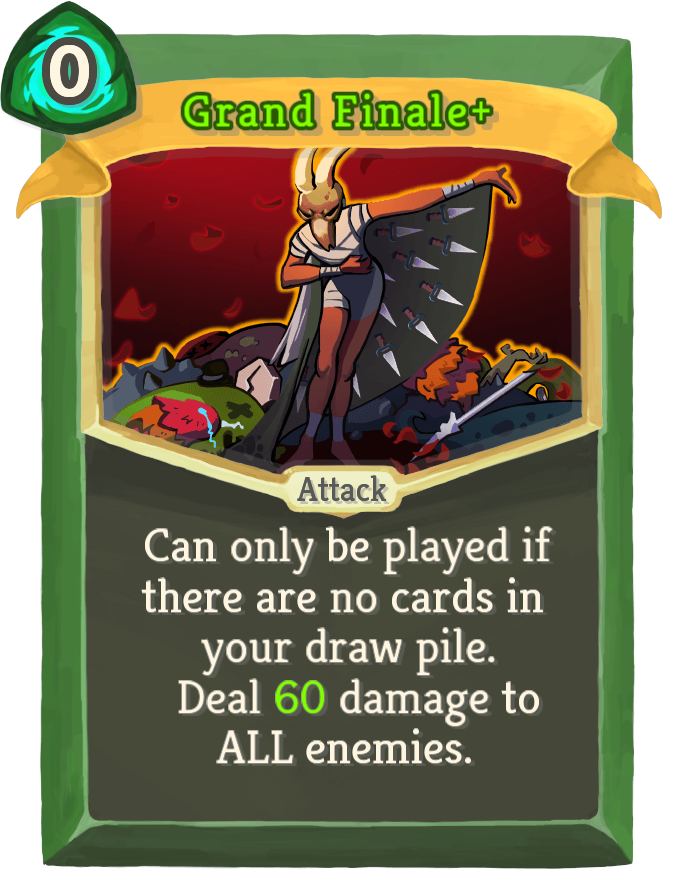 0
Grand Finale+
Attack
Can only be played if
there are no cards in
your draw pile.
Deal 60 damage to
ALL enemies.